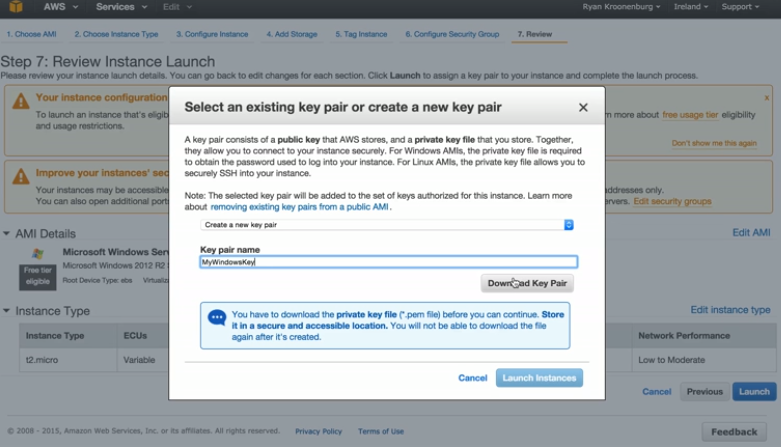 AWS Services Edit Ryan Kroonenburg Ireland Support
1. Choose AMI 2. Choose Instance Type 3. Configure Instance 4. Add Storage 5. Tag Instance 6. Configure Security Group 7. Review
Step 7: Review Instance Launch
Please review your instance launch details. You can go back to edit changes for each section. Click Launch to assign a key pair to your instance and complete the launch process.
Your instance configuration
x
To launch an instance that's eligib
n more about free usage tier eligibility
and usage restrictions.
Don't show me this again
Improve your instances' sec
Your instances may be accessible
addresses only.
You can also open additional ports
ervers. Edit security groups
Select an existing key pair or create a new key pair
A key pair consists of a public key that AWS stores, and a private key file that you store. Together,
they allow you to connect to your instance securely. For Windows AMIs, the private key file is required
to obtain the password used to log into your instance. For Linux AMIs, the private key file allows you to
securely SSH into your instance.
Note: The selected key pair will be added to the set of keys authorized for this instance. Learn more
about removing existing key pairs from a public AMI.
Create a new key pair
Key pair name
MyWindowsKey
Download Key Pair
You have to download the private key file (*.pem file) before you can continue. Store
it in a secure and accessible location. You will not be able to download the file
again after it's created.
Cancel Launch Instances
AMI Details
Edit AMI
Microsoft Windows Serv
Free tier
eligible
Microsoft Windows 2012 R2 S
Root Device Type: ebs Virtualiz
Instance Type
Edit instance type
Instance Type ECUs Network Performance
t2.micro Variable Low to Moderate
Cancel Previous Launch
© 2008 - 2015, Amazon Web Services, Inc. or its affiliates. All rights reserved. Privacy Policy Terms of Use
Feedback